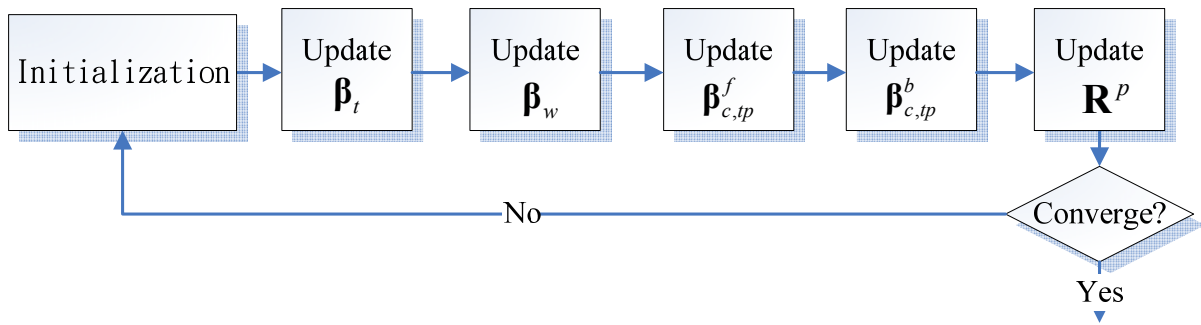 Initialization
Update
β_t
Update
β_w
Update
β^f_{c,tp}
Update
β^b_{c,tp}
Update
R^p
Converge?
No
Yes